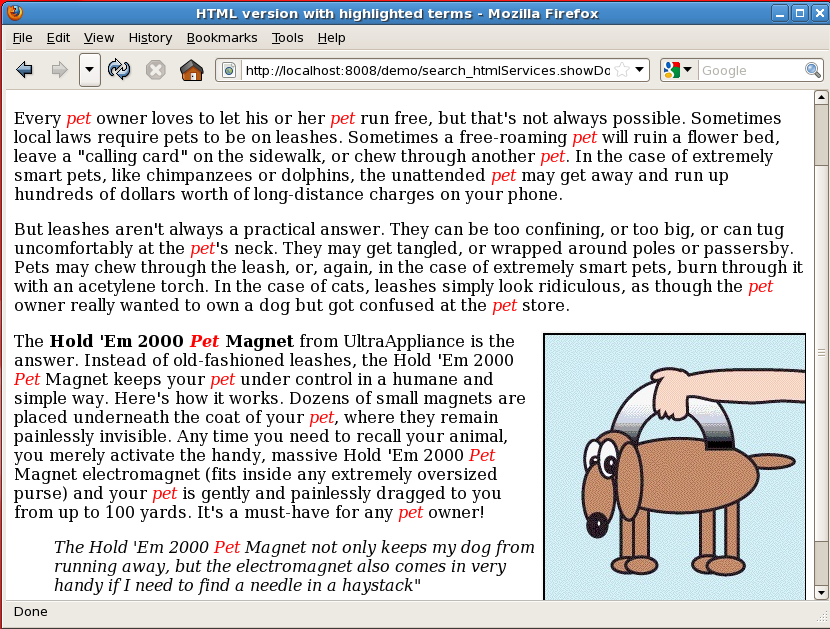 HTML version with highlighted terms - Mozilla Firefox
File Edit View History Bookmarks Tools Help
http://localhost:8008/demo/search_htmlServices.showDo
Google
Every pet owner loves to let his or her pet run free, but that's not always possible. Sometimes
local laws require pets to be on leashes. Sometimes a free-roaming pet will ruin a flower bed,
leave a "calling card" on the sidewalk, or chew through another pet. In the case of extremely
smart pets, like chimpanzees or dolphins, the unattended pet may get away and run up
hundreds of dollars worth of long-distance charges on your phone.
But leashes aren't always a practical answer. They can be too confining, or too big, or can tug
uncomfortably at the pet's neck. They may get tangled, or wrapped around poles or passersby.
Pets may chew through the leash, or, again, in the case of extremely smart pets, burn through it
with an acetylene torch. In the case of cats, leashes simply look ridiculous, as though the pet
owner really wanted to own a dog but got confused at the pet store.
The Hold 'Em 2000 Pet Magnet from UltraAppliance is the
answer. Instead of old-fashioned leashes, the Hold 'Em 2000
Pet Magnet keeps your pet under control in a humane and
simple way. Here's how it works. Dozens of small magnets are
placed underneath the coat of your pet, where they remain
painlessly invisible. Any time you need to recall your animal,
you merely activate the handy, massive Hold 'Em 2000 Pet
Magnet electromagnet (fits inside any extremely oversized
purse) and your pet is gently and painlessly dragged to you
from up to 100 yards. It's a must-have for any pet owner!
The Hold 'Em 2000 Pet Magnet not only keeps my dog from
running away, but the electromagnet also comes in very
handy if I need to find a needle in a haystack"
Done